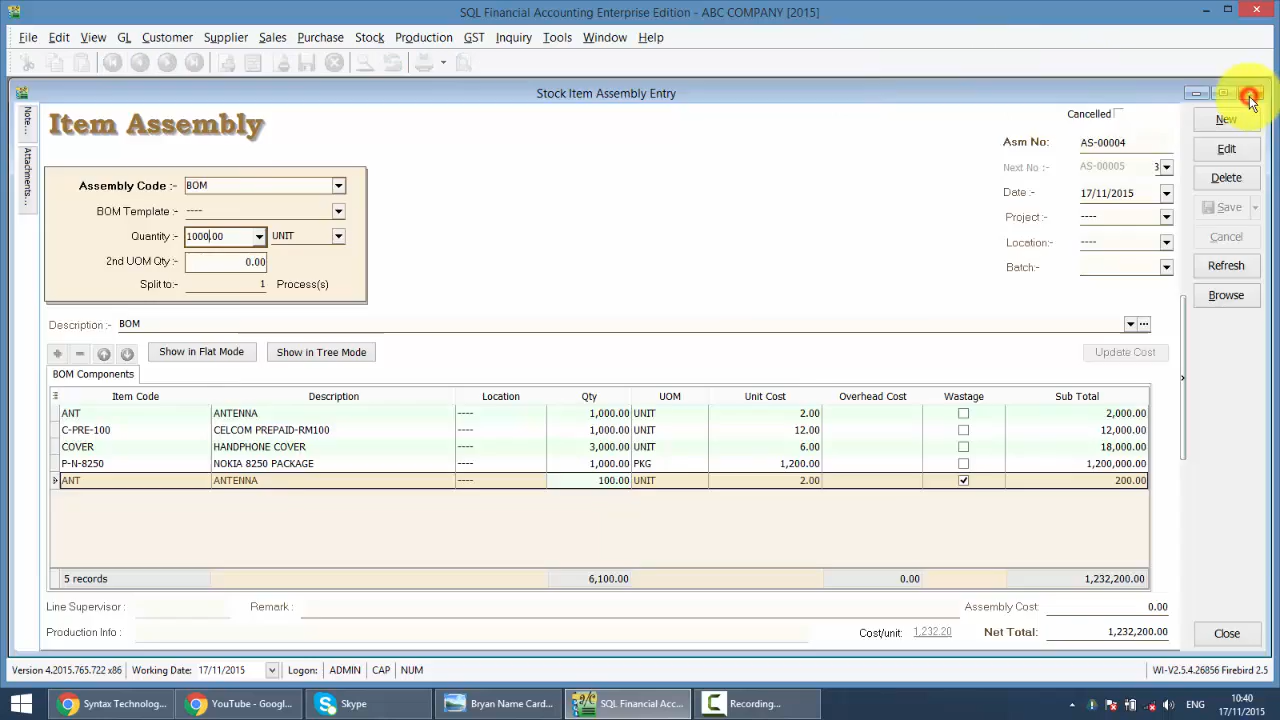 SQL Financial Accounting Enterprise Edition - ABC COMPANY [2015]
File Edit View GL Customer Supplier Sales Purchase Stock Production GST Inquiry Tools Window Help
Stock Item Assembly Entry
Note...
Attachments...
Item Assembly
Cancelled
Asm No: AS-00004
Next No :- AS-00005 3
Date :- 17/11/2015
Project :- ----
Location:- ----
Batch:-
Assembly Code :- BOM
BOM Template :- ----
Quantity :- 1000.00 UNIT
2nd UOM Qty :- 0.00
Split to:- 1 Process(s)
New
Edit
Delete
Save
Cancel
Refresh
Browse
Description :- BOM
Show in Flat Mode Show in Tree Mode Update Cost
BOM Components
Item Code Description Location Qty UOM Unit Cost Overhead Cost Wastage Sub Total
ANT ANTENNA ---- 1,000.00 UNIT 2.00 2,000.00
C-PRE-100 CELCOM PREPAID-RM100 ---- 1,000.00 UNIT 12.00 12,000.00
COVER HANDPHONE COVER ---- 3,000.00 UNIT 6.00 18,000.00
P-N-8250 NOKIA 8250 PACKAGE ---- 1,000.00 PKG 1,200.00 1,200,000.00
ANT ANTENNA ---- 100.00 UNIT 2.00 200.00
5 records 6,100.00 0.00 1,232,200.00
Line Supervisor : Remark : Assembly Cost: 0.00
Production Info : Cost/unit: 1,232.20 Net Total: 1,232,200.00
Close
Version 4.2015.765.722 x86 Working Date: 17/11/2015 Logon: ADMIN CAP NUM WI-V2.5.4.26856 Firebird 2.5
Syntax Technolog... YouTube - Googl... Skype Bryan Name Card... SQL Financial Acc... Recording... ENG 10:40
17/11/2015